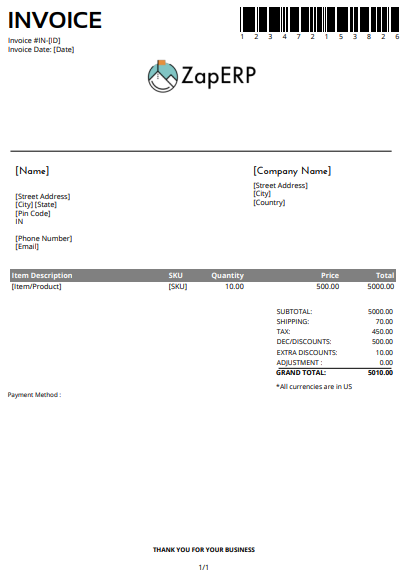 INVOICE
Invoice #IN-[ID]
Invoice Date: [Date]
1 2 3 4 7 2 1 5 3 8 2 6
ZapERP
[Name]
[Street Address]
[City] [State]
[Pin Code]
IN
[Phone Number]
[Email]
[Company Name]
[Street Address]
[City]
[Country]
Item Description SKU Quantity Price Total
[Item/Product] [SKU] 10.00 500.00 5000.00
SUBTOTAL: 5000.00
SHIPPING: 70.00
TAX: 450.00
DEC/DISCOUNTS: 500.00
EXTRA DISCOUNTS: 10.00
ADJUSTMENT : 0.00
GRAND TOTAL: 5010.00
*All currencies are in US
Payment Method :
THANK YOU FOR YOUR BUSINESS
1/1